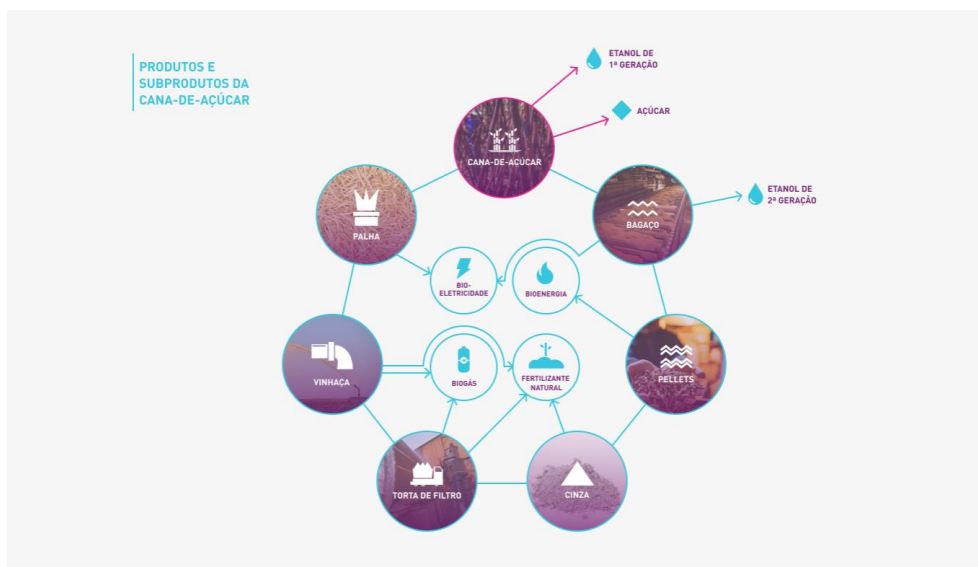 PRODUTOS E
SUBPRODUTOS DA
CANA-DE-AÇÚCAR
ETANOL DE
1ª GERAÇÃO
AÇÚCAR
CANA-DE-AÇÚCAR
ETANOL DE
2ª GERAÇÃO
PALHA
BAGAÇO
BIO-
ELETRICIDADE
BIOENERGIA
VINHAÇA
BIOGÁS
FERTILIZANTE
NATURAL
PELLETS
TORTA DE FILTRO
CINZA